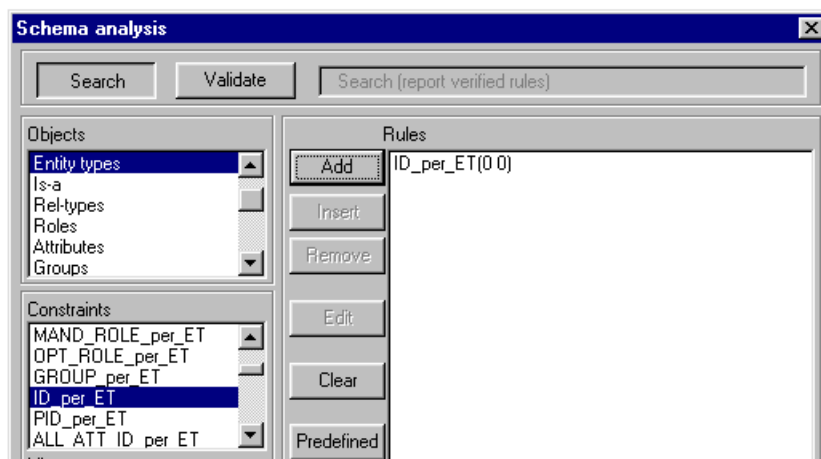 Schema analysis
Search
Validate
Search (report verified rules)
Objects
Entity types
Is-a
Rel-types
Roles
Attributes
Groups
Constraints
MAND_ROLE_per_ET
OPT_ROLE_per_ET
GROUP_per_ET
ID_per_ET
PID_per_ET
ALL_ATT_ID_per_ET
Rules
Add
Insert
Remove
Edit
Clear
Predefined
ID_per_ET(0 0)